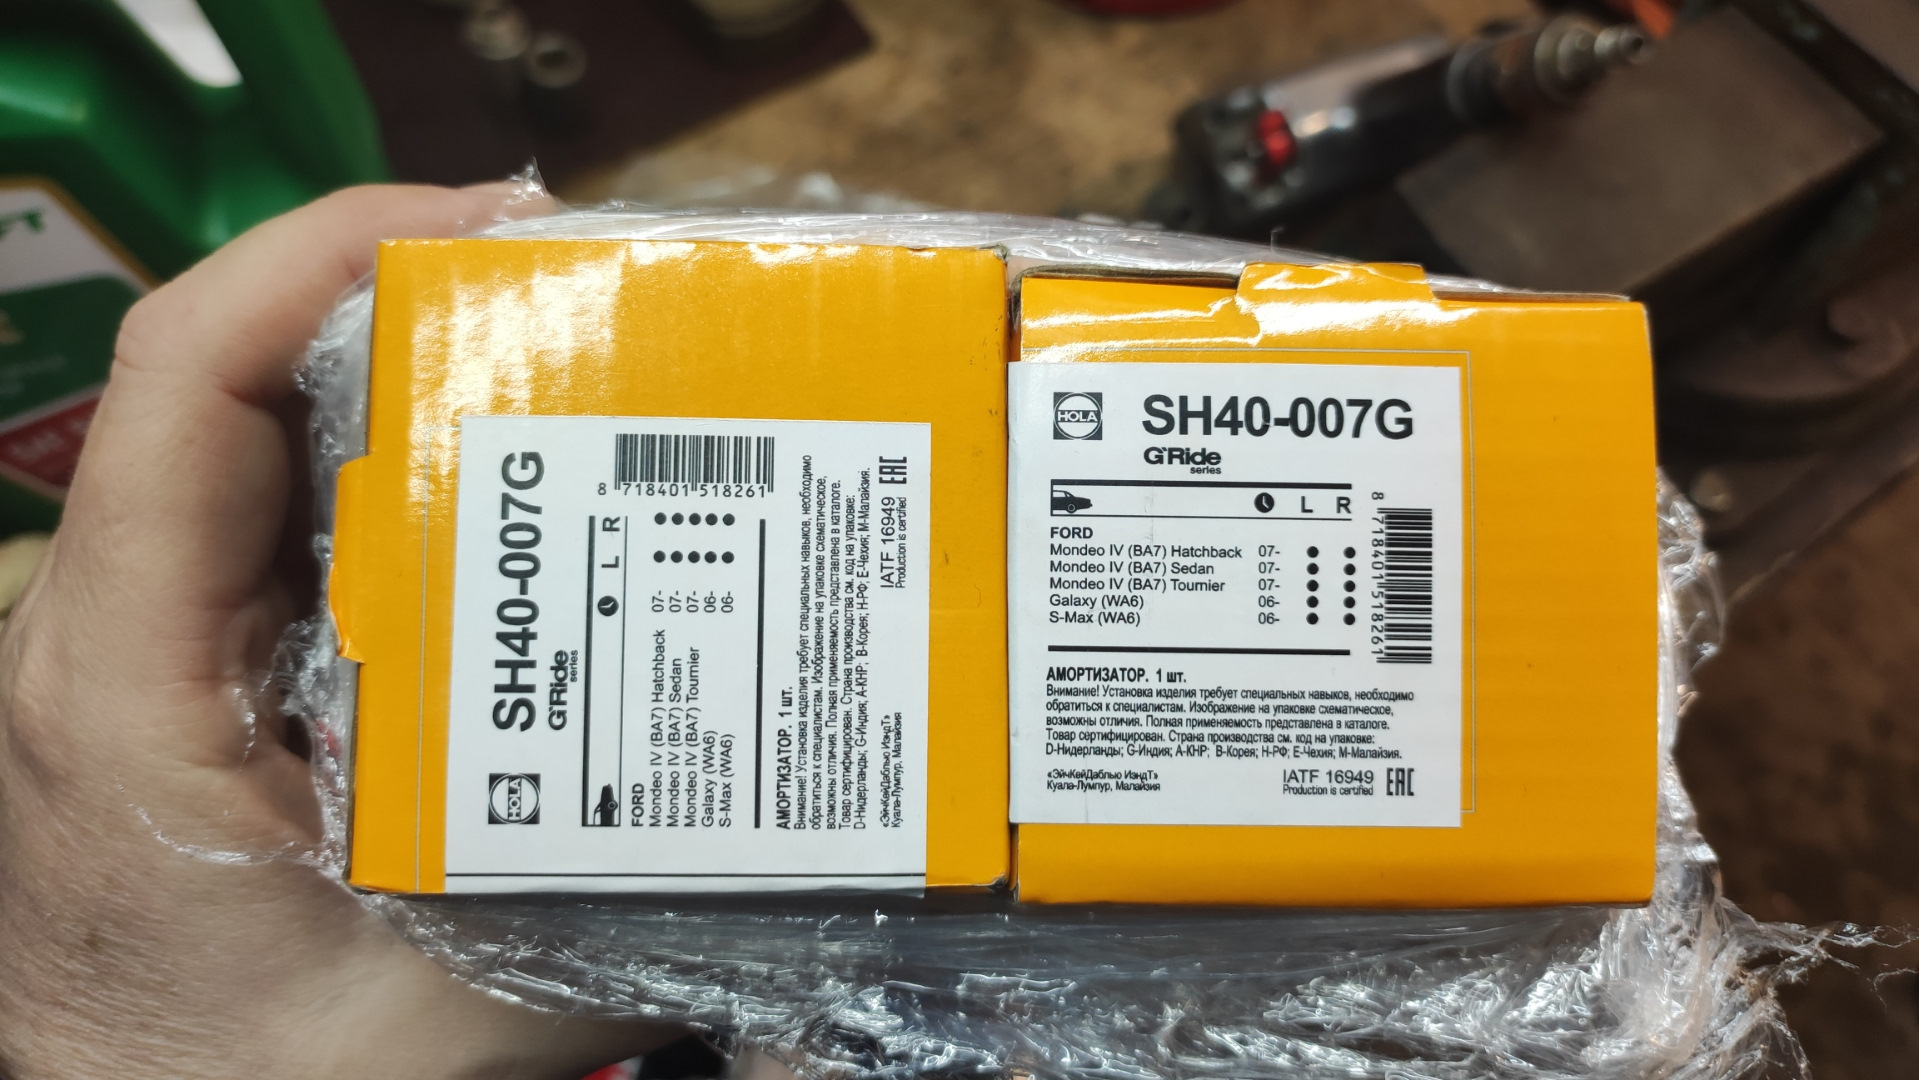 SH40-007G
G'Ride
series
HOLA
L R
8 718401 518261
FORD
Mondeo IV (BA7) Hatchback 07-
Mondeo IV (BA7) Sedan 07-
Mondeo IV (BA7) Tournier 07-
Galaxy (WA6) 06-
S-Max (WA6) 06-
АМОРТИЗАТОР. 1 шт.
Внимание! Установка изделия требует специальных навыков, необходимо
обратиться к специалистам. Изображение на упаковке схематическое,
возможны отличия. Полная применяемость представлена в каталоге.
Товар сертифицирован. Страна производства см. код на упаковке:
D-Нидерланды; G-Индия; А-КНР; В-Корея; Н-РФ; Е-Чехия; М-Малайзия.
«ЭйчКейДаблью ИэндТ»
Куала-Лумпур, Малайзия
IATF 16949
Production is certified
EAC
HOLA
SH40-007G
G'Ride
series
L R
FORD
Mondeo IV (BA7) Hatchback 07-
Mondeo IV (BA7) Sedan 07-
Mondeo IV (BA7) Tournier 07-
Galaxy (WA6) 06-
S-Max (WA6) 06-
8 718401 518261
АМОРТИЗАТОР. 1 шт.
Внимание! Установка изделия требует специальных навыков, необходимо
обратиться к специалистам. Изображение на упаковке схематическое,
возможны отличия. Полная применяемость представлена в каталоге.
Товар сертифицирован. Страна производства см. код на упаковке:
D-Нидерланды; G-Индия; А-КНР; В-Корея; Н-РФ; Е-Чехия; М-Малайзия.
«ЭйчКейДаблью ИэндТ»
Куала-Лумпур, Малайзия
IATF 16949
Production is certified
EAC